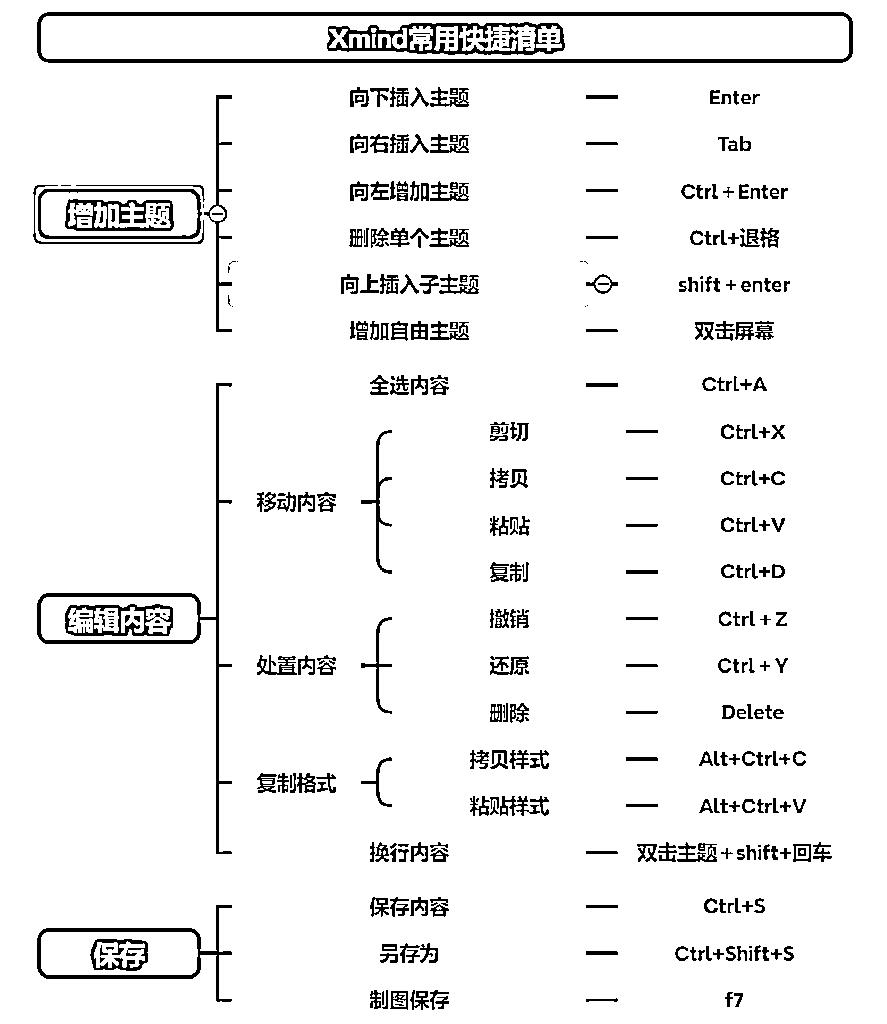 Xmind常用快捷清单
增加主题
向下插入主题 Enter
向右插入主题 Tab
向左增加主题 Ctrl+Enter
删除单个主题 Ctrl+退格
向上插入子主题 shift+enter
增加自由主题 双击屏幕
编辑内容
全选内容 Ctrl+A
移动内容
剪切 Ctrl+X
拷贝 Ctrl+C
粘贴 Ctrl+V
复制 Ctrl+D
处置内容
撤销 Ctrl+Z
还原 Ctrl+Y
删除 Delete
复制格式
拷贝样式 Alt+Ctrl+C
粘贴样式 Alt+Ctrl+V
换行内容 双击主题+shift+回车
保存
保存内容 Ctrl+S
另存为 Ctrl+Shift+S
制图保存 f7